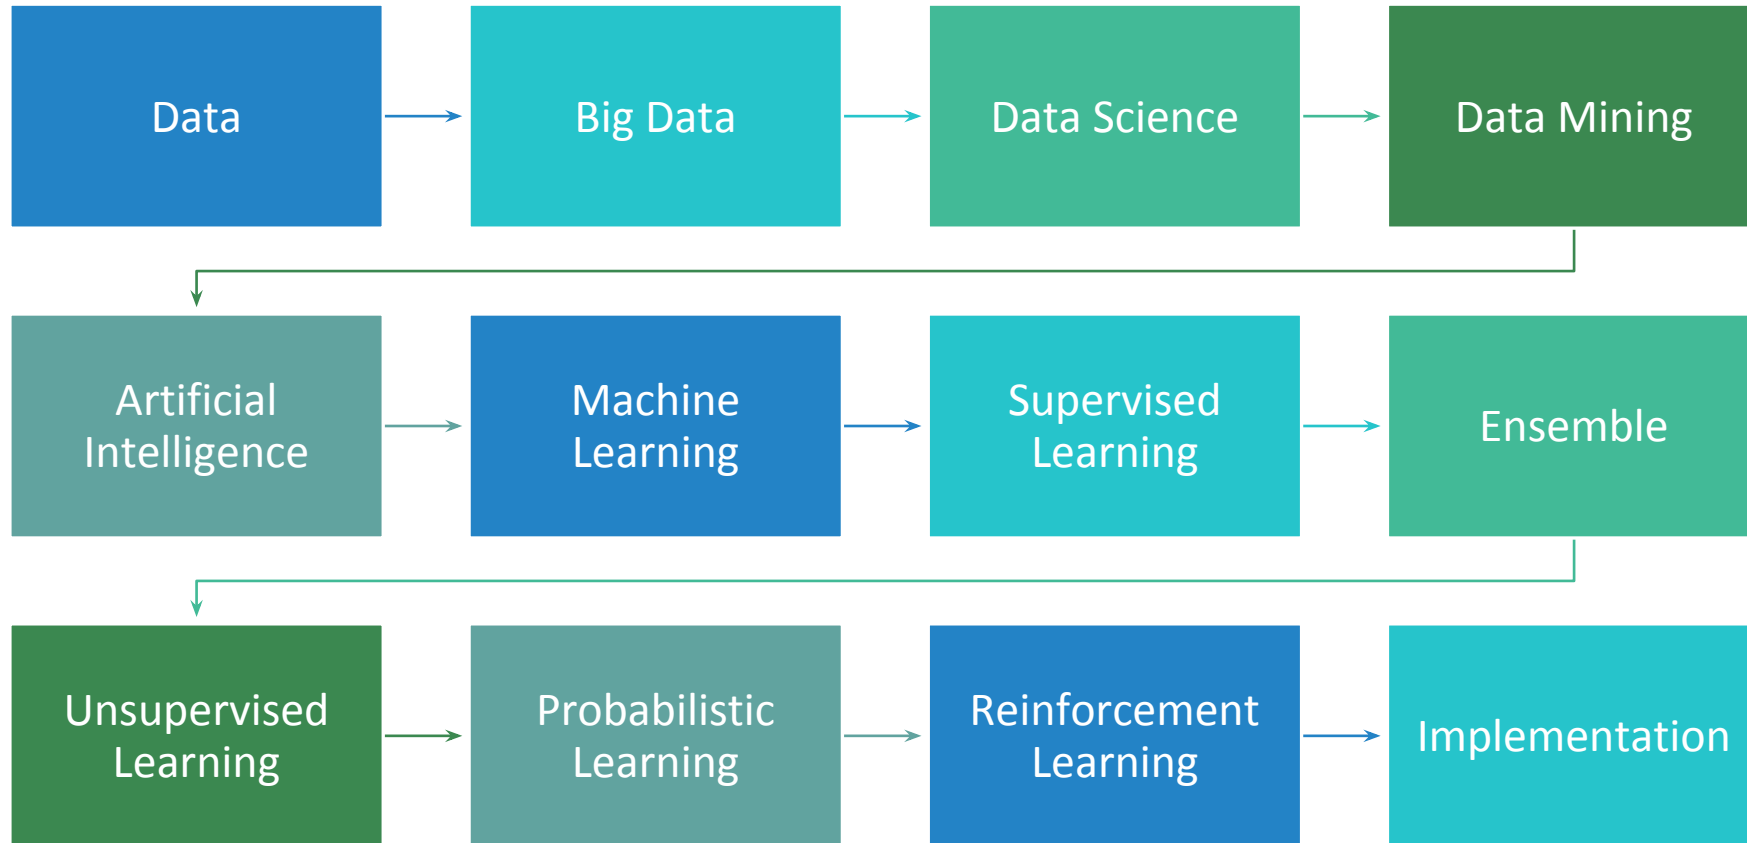 Data
Big Data
Data Science
Data Mining
Artificial
Intelligence
Machine
Learning
Supervised
Learning
Ensemble
Unsupervised
Learning
Probabilistic
Learning
Reinforcement
Learning
Implementation